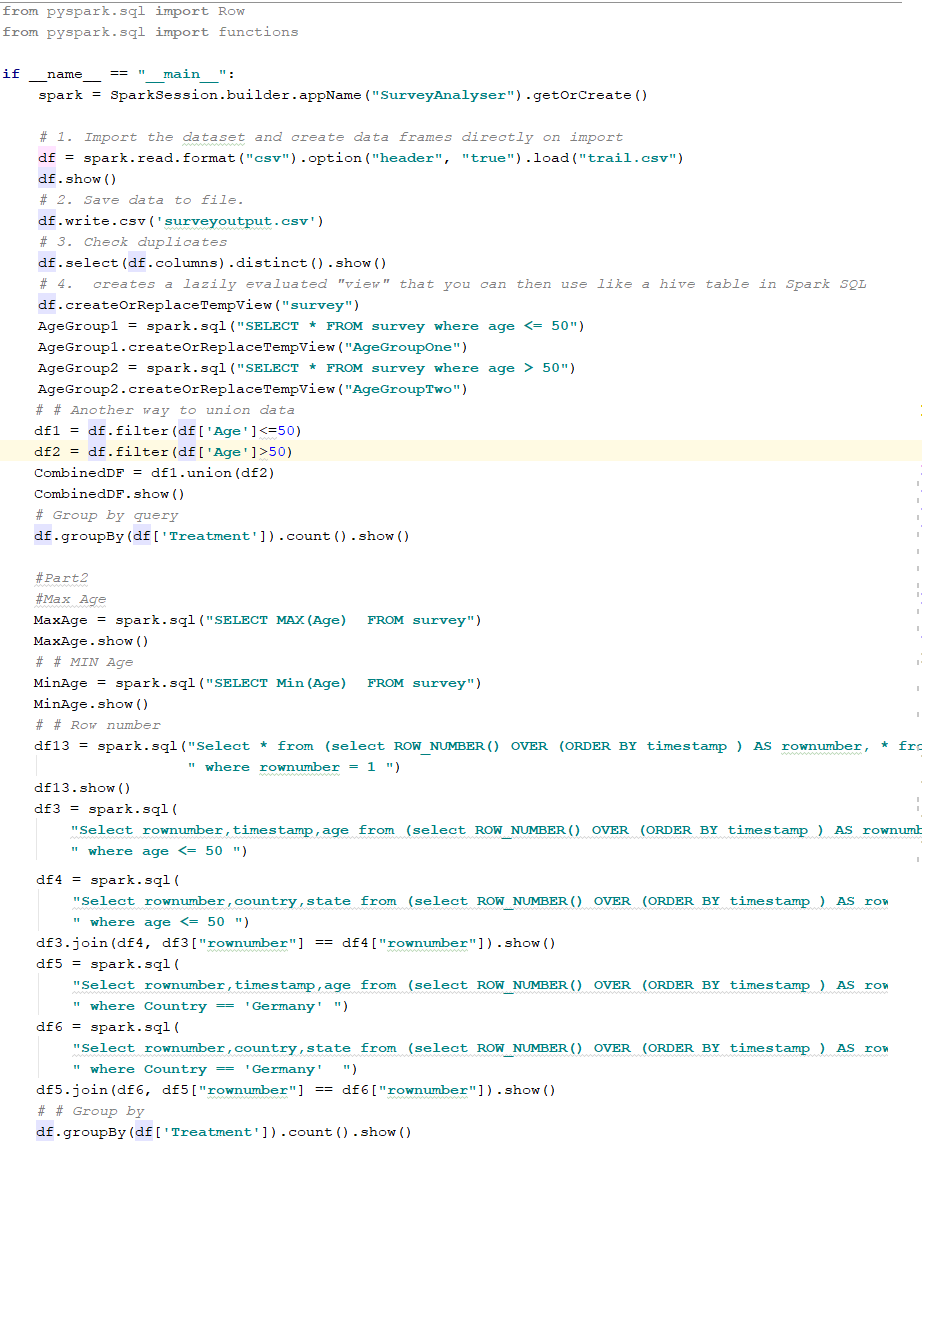 from pyspark.sql import Row
from pyspark.sql import functions
if __name__ == "__main__":
spark = SparkSession.builder.appName("SurveyAnalyser").getOrCreate()
# 1. Import the dataset and create data frames directly on import
df = spark.read.format("csv").option("header", "true").load("trail.csv")
df.show()
# 2. Save data to file.
df.write.csv('surveyoutput.csv')
# 3. Check duplicates
df.select(df.columns).distinct().show()
# 4.  creates a lazily evaluated "view" that you can then use like a hive table in Spark SQL
df.createOrReplaceTempView("survey")
AgeGroup1 = spark.sql("SELECT * FROM survey where age <= 50")
AgeGroup1.createOrReplaceTempView("AgeGroupOne")
AgeGroup2 = spark.sql("SELECT * FROM survey where age > 50")
AgeGroup2.createOrReplaceTempView("AgeGroupTwo")
# # Another way to union data
df1 = df.filter(df['Age']<=50)
df2 = df.filter(df['Age']>50)
CombinedDF = df1.union(df2)
CombinedDF.show()
# Group by query
df.groupBy(df['Treatment']).count().show()
#Part2
#Max Age
MaxAge = spark.sql("SELECT MAX(Age)  FROM survey")
MaxAge.show()
# # MIN Age
MinAge = spark.sql("SELECT Min(Age)  FROM survey")
MinAge.show()
# # Row number
df13 = spark.sql("Select * from (select ROW_NUMBER() OVER (ORDER BY timestamp ) AS rownumber, *
" where rownumber = 1 ")
df13.show()
df3 = spark.sql(
"Select rownumber,timestamp,age from (select ROW_NUMBER() OVER (ORDER BY timestamp ) AS
" where age <= 50 ")
df4 = spark.sql(
"Select rownumber,country,state from (select ROW_NUMBER() OVER (ORDER BY timestamp ) AS
" where age <= 50 ")
df3.join(df4, df3["rownumber"] == df4["rownumber"]).show()
df5 = spark.sql(
"Select rownumber,timestamp,age from (select ROW_NUMBER() OVER (ORDER BY timestamp ) AS
" where Country == 'Germany' ")
df6 = spark.sql(
"Select rownumber,country,state from (select ROW_NUMBER() OVER (ORDER BY timestamp ) AS
" where Country == 'Germany'  ")
df5.join(df6, df5["rownumber"] == df6["rownumber"]).show()
# # Group by
df.groupBy(df['Treatment']).count().show()